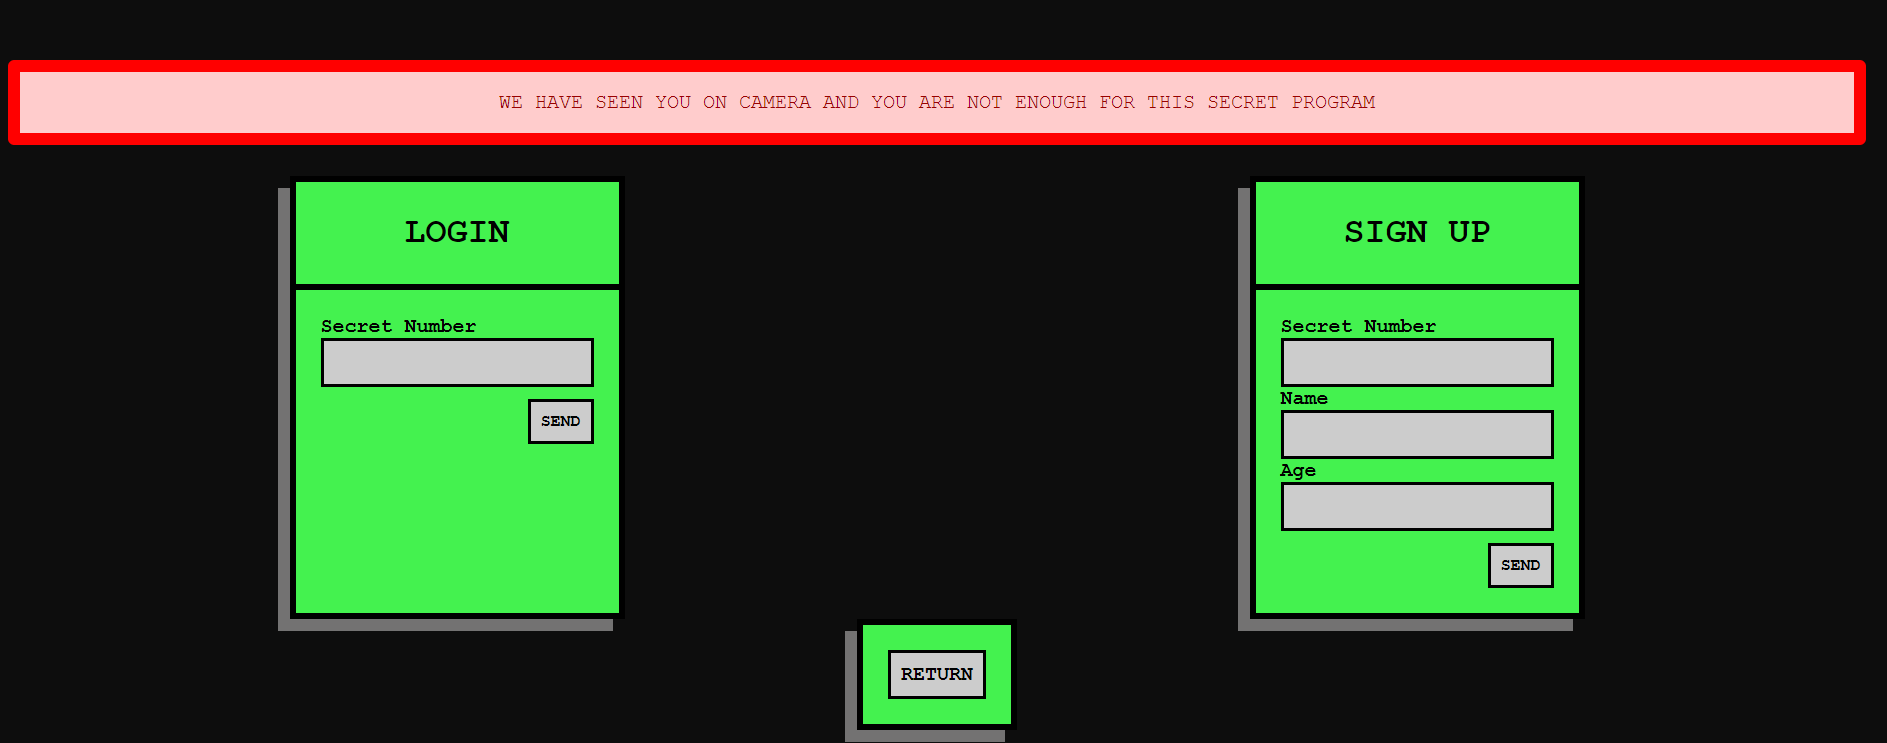 WE HAVE SEEN YOU ON CAMERA AND YOU ARE NOT ENOUGH FOR THIS SECRET PROGRAM
LOGIN
Secret Number
SEND
SIGN UP
Secret Number
Name
Age
SEND
RETURN